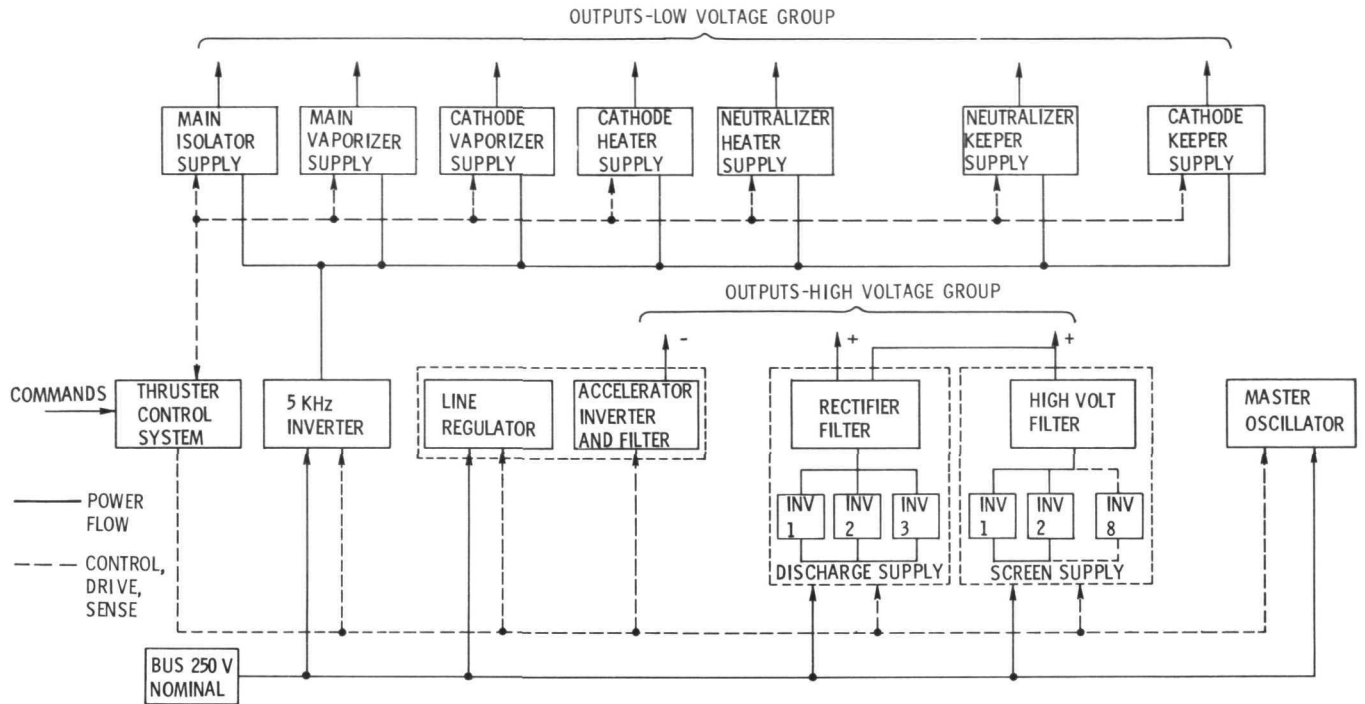 OUTPUTS-LOW VOLTAGE GROUP
MAIN
ISOLATOR
SUPPLY
MAIN
VAPORIZER
SUPPLY
CATHODE
VAPORIZER
SUPPLY
CATHODE
HEATER
SUPPLY
NEUTRALIZER
HEATER
SUPPLY
NEUTRALIZER
KEEPER
SUPPLY
CATHODE
KEEPER
SUPPLY
OUTPUTS-HIGH VOLTAGE GROUP
-
+
+
COMMANDS
THRUSTER
CONTROL
SYSTEM
5 KHz
INVERTER
LINE
REGULATOR
ACCELERATOR
INVERTER
AND FILTER
RECTIFIER
FILTER
HIGH VOLT
FILTER
MASTER
OSCILLATOR
INV
1
INV
2
INV
3
DISCHARGE SUPPLY
INV
1
INV
2
INV
8
SCREEN SUPPLY
POWER
FLOW
CONTROL,
DRIVE,
SENSE
BUS 250 V
NOMINAL